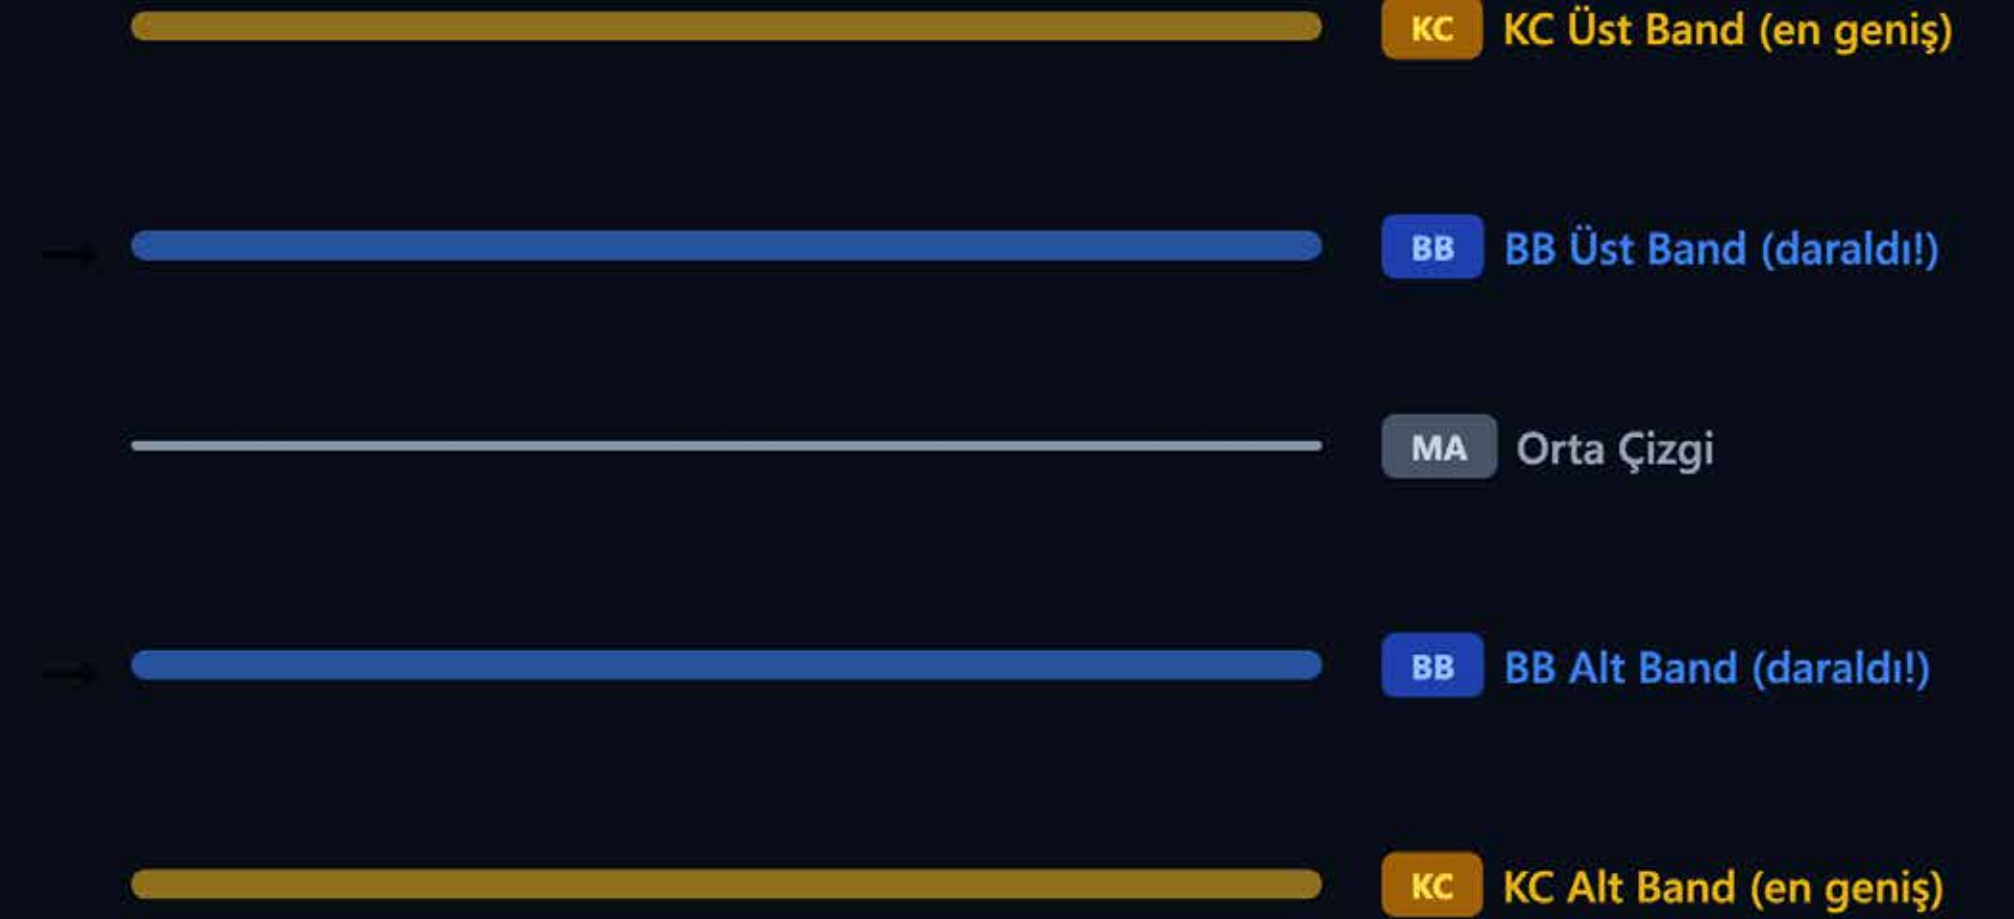 KC KC Üst Band (en geniş)
BB BB Üst Band (daraldı!)
MA Orta Çizgi
BB BB Alt Band (daraldı!)
KC KC Alt Band (en geniş)